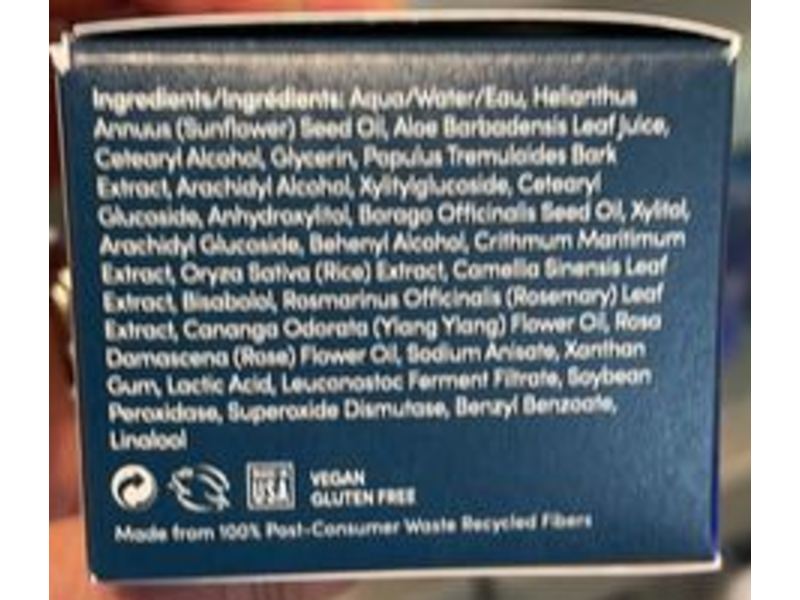 Ingredients/Ingrédients: Aqua/Water/Eau, Helianthus
Annuus (Sunflower) Seed Oil, Aloe Barbadensis Leaf Juice,
Cetearyl Alcohol, Glycerin, Populus Tremuloides Bark
Extract, Arachidyl Alcohol, Xylitylglucoside, Cetearyl
Glucoside, Anhydroxylitol, Borago Officinalis Seed Oil, Xylitol,
Arachidyl Glucoside, Behenyl Alcohol, Crithmum Maritimum
Extract, Oryza Sativa (Rice) Extract, Camellia Sinensis Leaf
Extract, Bisabolol, Rosmarinus Officinalis (Rosemary) Leaf
Extract, Cananga Odorata (Ylang Ylang) Flower Oil, Rosa
Damascena (Rose) Flower Oil, Sodium Anisate, Xanthan
Gum, Lactic Acid, Leuconostoc Ferment Filtrate, Soybean
Peroxidase, Superoxide Dismutase, Benzyl Benzoate,
Linalool
MADE IN
USA
VEGAN
GLUTEN FREE
Made from 100% Post-Consumer Waste Recycled Fibers